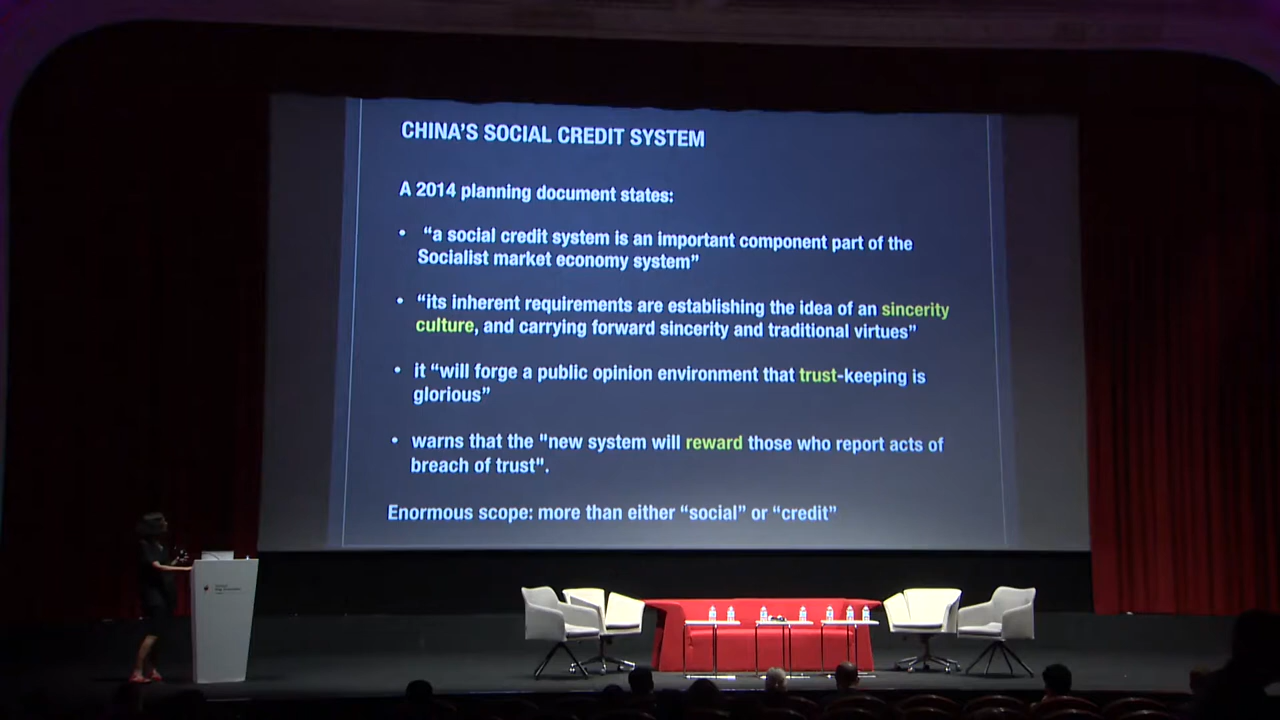 CHINA'S SOCIAL CREDIT SYSTEM
A 2014 planning document states:
• “a social credit system is an important component part of the
Socialist market economy system”
• “its inherent requirements are establishing the idea of an sincerity
culture, and carrying forward sincerity and traditional virtues”
• it “will forge a public opinion environment that trust-keeping is
glorious”
• warns that the "new system will reward those who report acts of
breach of trust".
Enormous scope: more than either “social” or “credit”